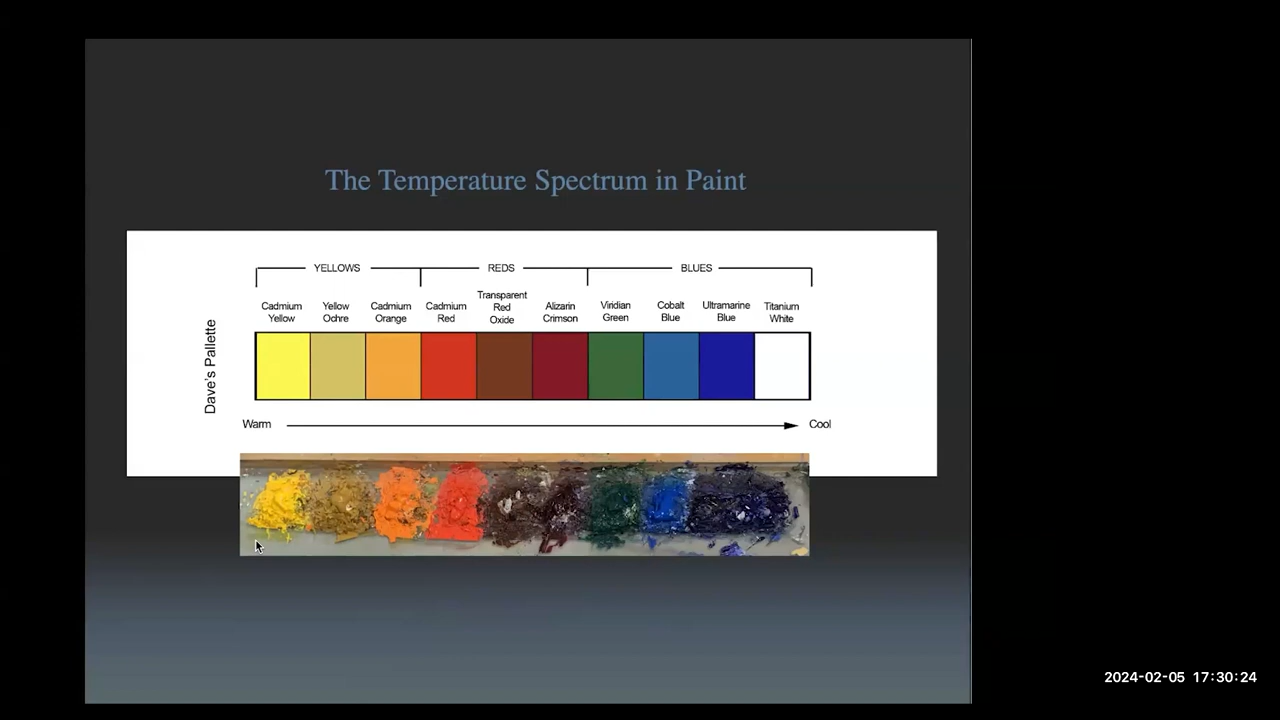 The Temperature Spectrum in Paint
YELLOWS REDS BLUES
Cadmium Yellow
Yellow Ochre
Cadmium Orange
Cadmium Red
Transparent Red Oxide
Alizarin Crimson
Viridian Green
Cobalt Blue
Ultramarine Blue
Titanium White
Dave's Pallette
Warm Cool
2024-02-05 17:30:24